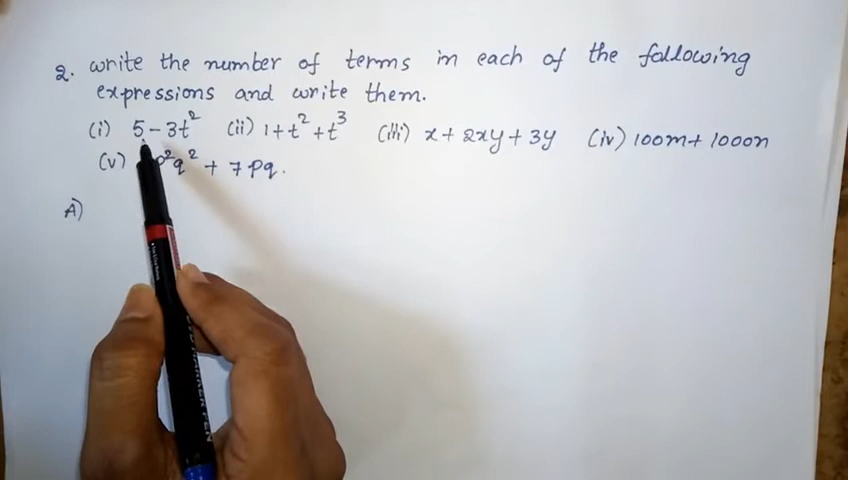 2. write the number of terms in each of the following
expressions and write them.
(i) 5-3t² (ii) 1+t²+t³ (iii) x+2xy+3y (iv) 100m+1000n
(v) p²q² + 7pq.
A)